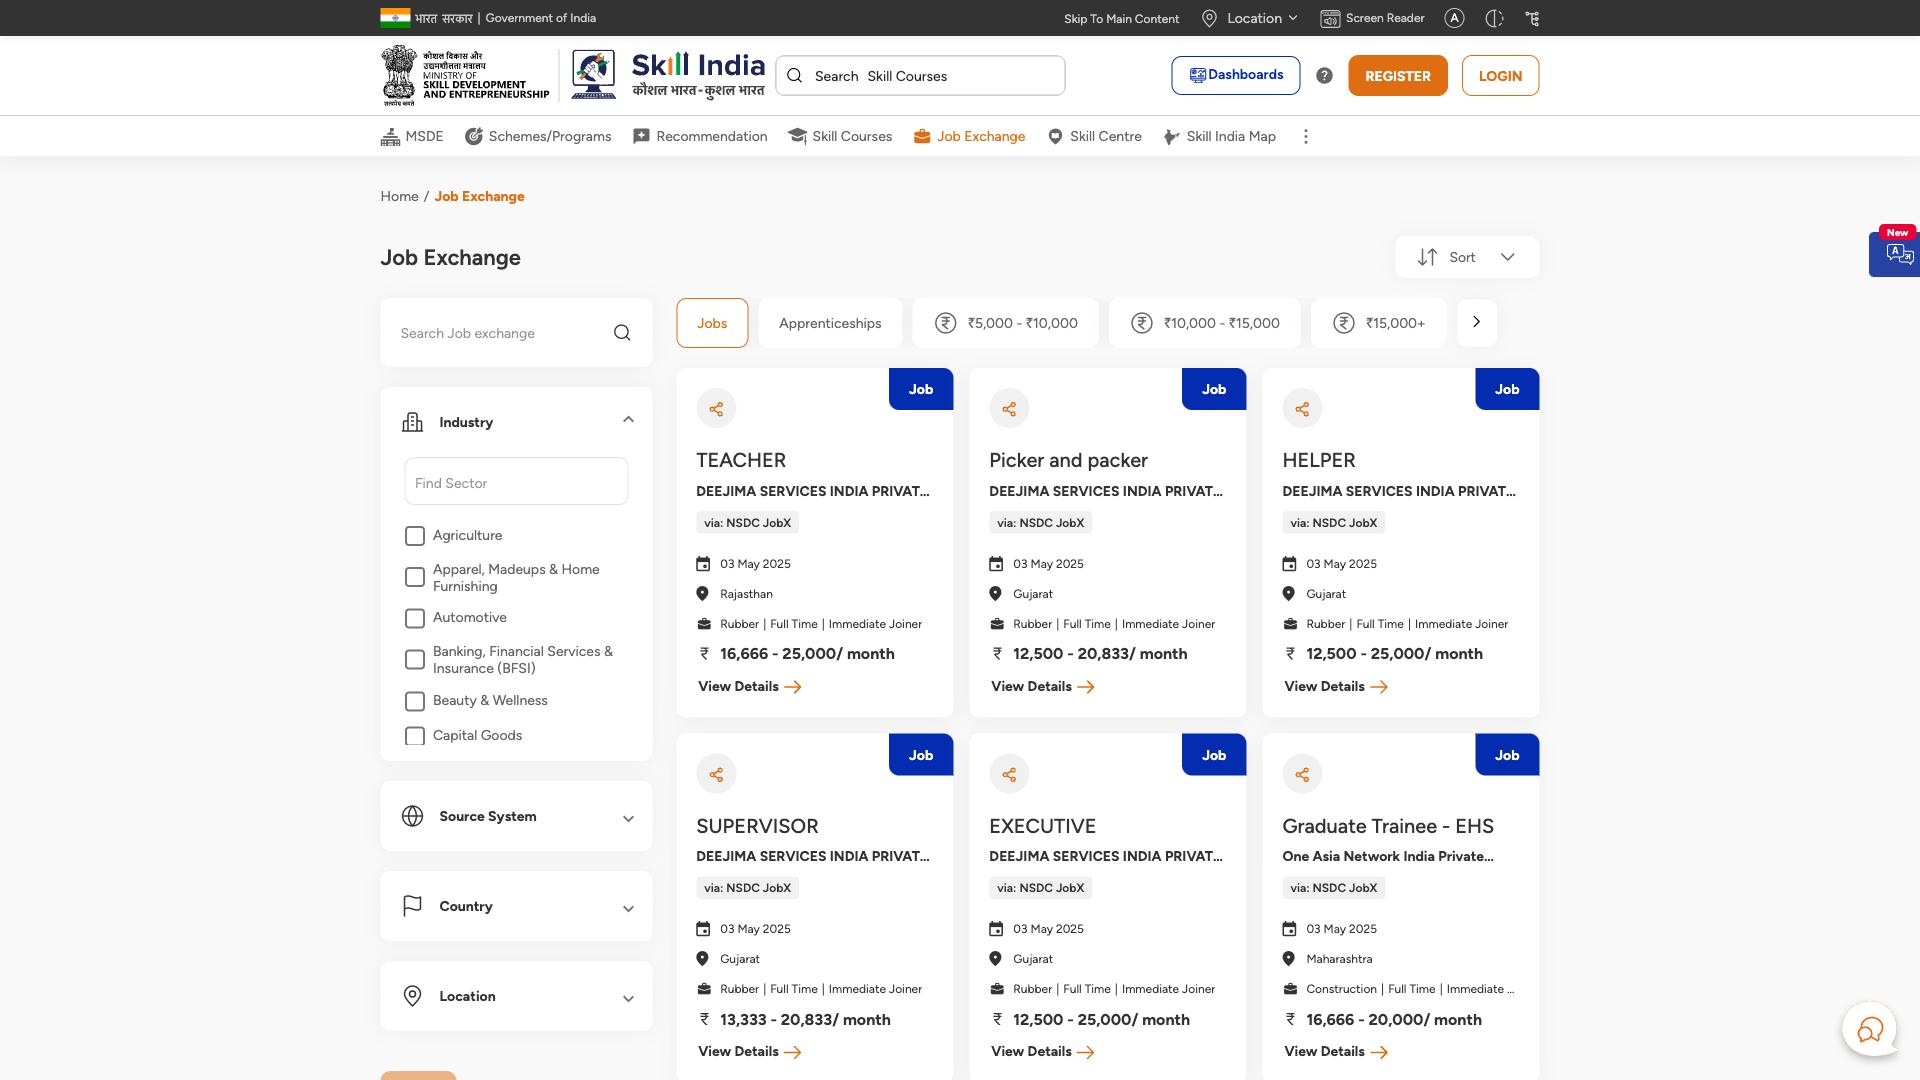 भारत सरकार | Government of India
Skip To Main Content
Location
Screen Reader
A
सत्यमेव जयते
कौशल विकास और
उद्यमशीलता मंत्रालय
MINISTRY OF
SKILL DEVELOPMENT
AND ENTREPRENEURSHIP
Skill India
कौशल भारत-कुशल भारत
Search Skill Courses
Dashboards
?
REGISTER
LOGIN
MSDE
Schemes/Programs
Recommendation
Skill Courses
Job Exchange
Skill Centre
Skill India Map
Home / Job Exchange
New
Job Exchange
Sort
Search Job exchange
Jobs
Apprenticeships
₹5,000 - ₹10,000
₹10,000 - ₹15,000
₹15,000+
Industry
Find Sector
Agriculture
Apparel, Madeups & Home
Furnishing
Automotive
Banking, Financial Services &
Insurance (BFSI)
Beauty & Wellness
Capital Goods
Source System
Country
Location
Job
TEACHER
DEEJIMA SERVICES INDIA PRIVAT...
via: NSDC JobX
03 May 2025
Rajasthan
Rubber | Full Time | Immediate Joiner
₹ 16,666 - 25,000/ month
View Details
Job
Picker and packer
DEEJIMA SERVICES INDIA PRIVAT...
via: NSDC JobX
03 May 2025
Gujarat
Rubber | Full Time | Immediate Joiner
₹ 12,500 - 20,833/ month
View Details
Job
HELPER
DEEJIMA SERVICES INDIA PRIVAT...
via: NSDC JobX
03 May 2025
Gujarat
Rubber | Full Time | Immediate Joiner
₹ 12,500 - 25,000/ month
View Details
Job
SUPERVISOR
DEEJIMA SERVICES INDIA PRIVAT...
via: NSDC JobX
03 May 2025
Gujarat
Rubber | Full Time | Immediate Joiner
₹ 13,333 - 20,833/ month
View Details
Job
EXECUTIVE
DEEJIMA SERVICES INDIA PRIVAT...
via: NSDC JobX
03 May 2025
Gujarat
Rubber | Full Time | Immediate Joiner
₹ 12,500 - 25,000/ month
View Details
Job
Graduate Trainee - EHS
One Asia Network India Private...
via: NSDC JobX
03 May 2025
Maharashtra
Construction | Full Time | Immediate ...
₹ 16,666 - 20,000/ month
View Details